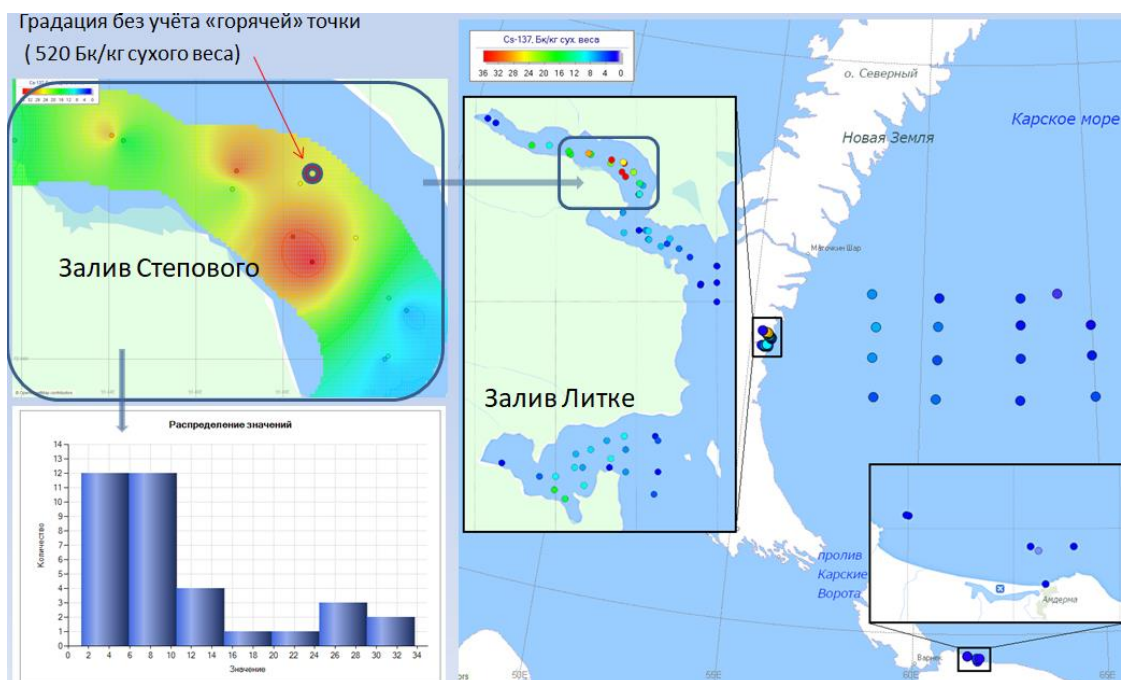 Градация без учёта «горячей» точки
( 520 Бк/кг сухого веса)
Залив Степового
Распределение значений
Количество
14
13
12
11
10
9
8
7
6
5
4
3
2
1
0
0 2 4 6 8 10 12 14 16 18 20 22 24 26 28 30 32 34
Значение
Cs-137, Бк/кг сух. веса
36 32 28 24 20 16 12 8 4 0
о. Северный
Новая Земля
Карское море
Маточкин Шар
Залив Литке
пролив
Карские
Ворота
Амдерма
Варнек
50E
55E
60E
65E